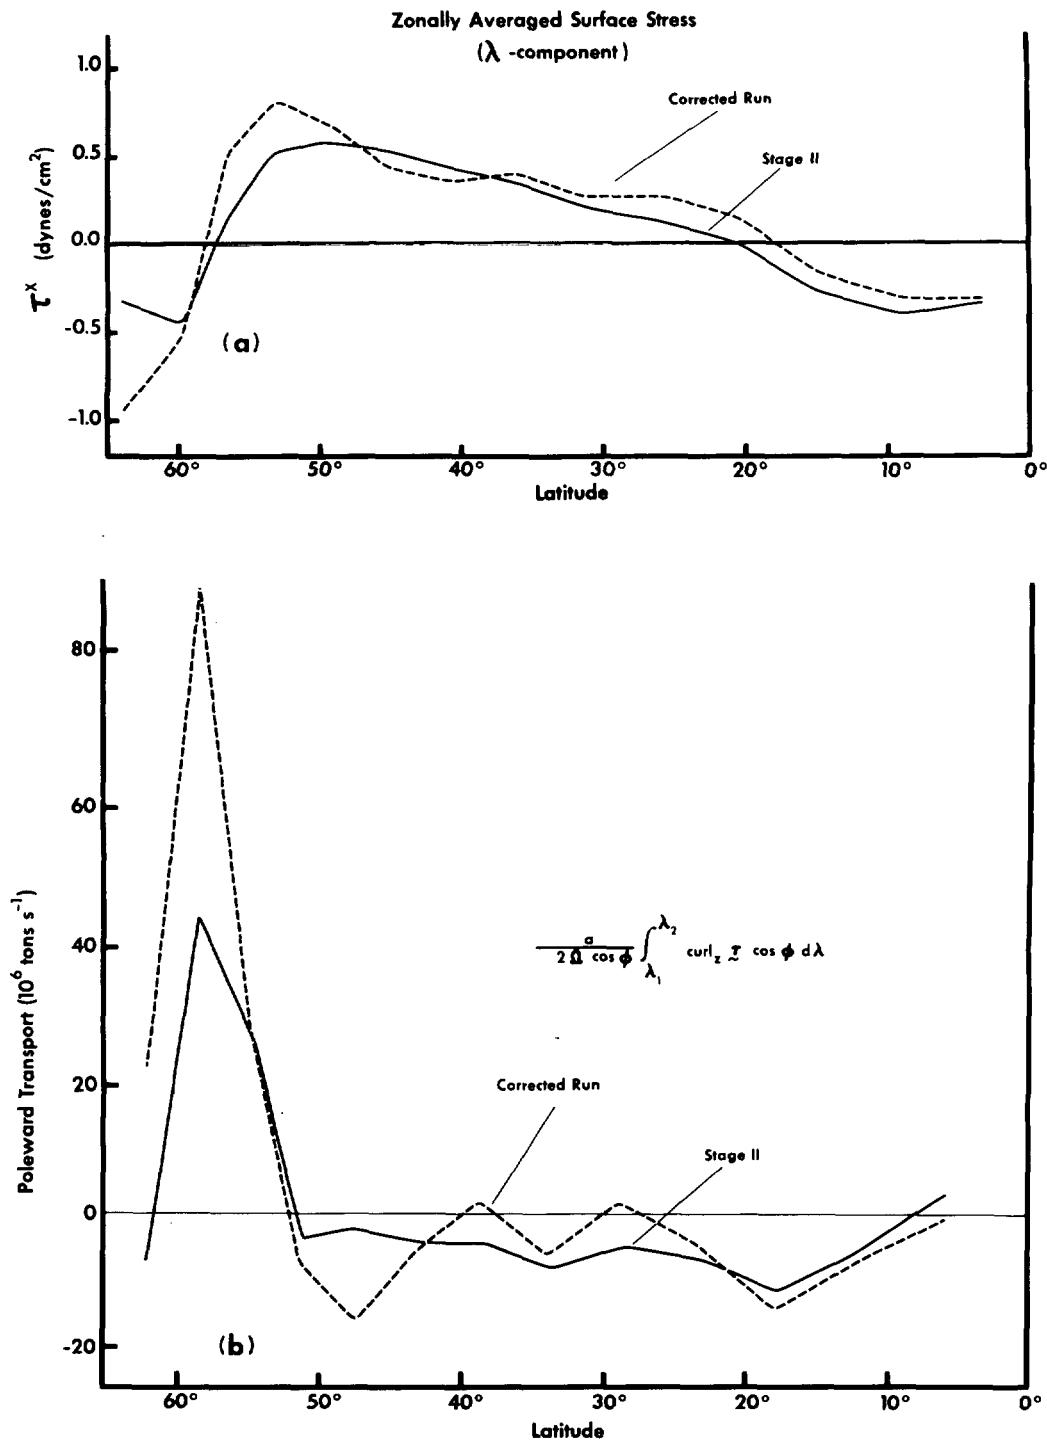 Zonally Averaged Surface Stress
(λ -component)
1.0
0.5
0.0
-0.5
-1.0
τˣ (dynes/cm²)
Corrected Run
Stage II
(a)
60° 50° 40° 30° 20° 10° 0°
Latitude
80
60
40
20
0
-20
Poleward Transport (10⁶ tons s⁻¹)
a / 2 Ω cos ϕ ∫ λ₁ λ₂ curl_z τ cos ϕ dλ
Corrected Run
Stage II
(b)
60° 50° 40° 30° 20° 10° 0°
Latitude